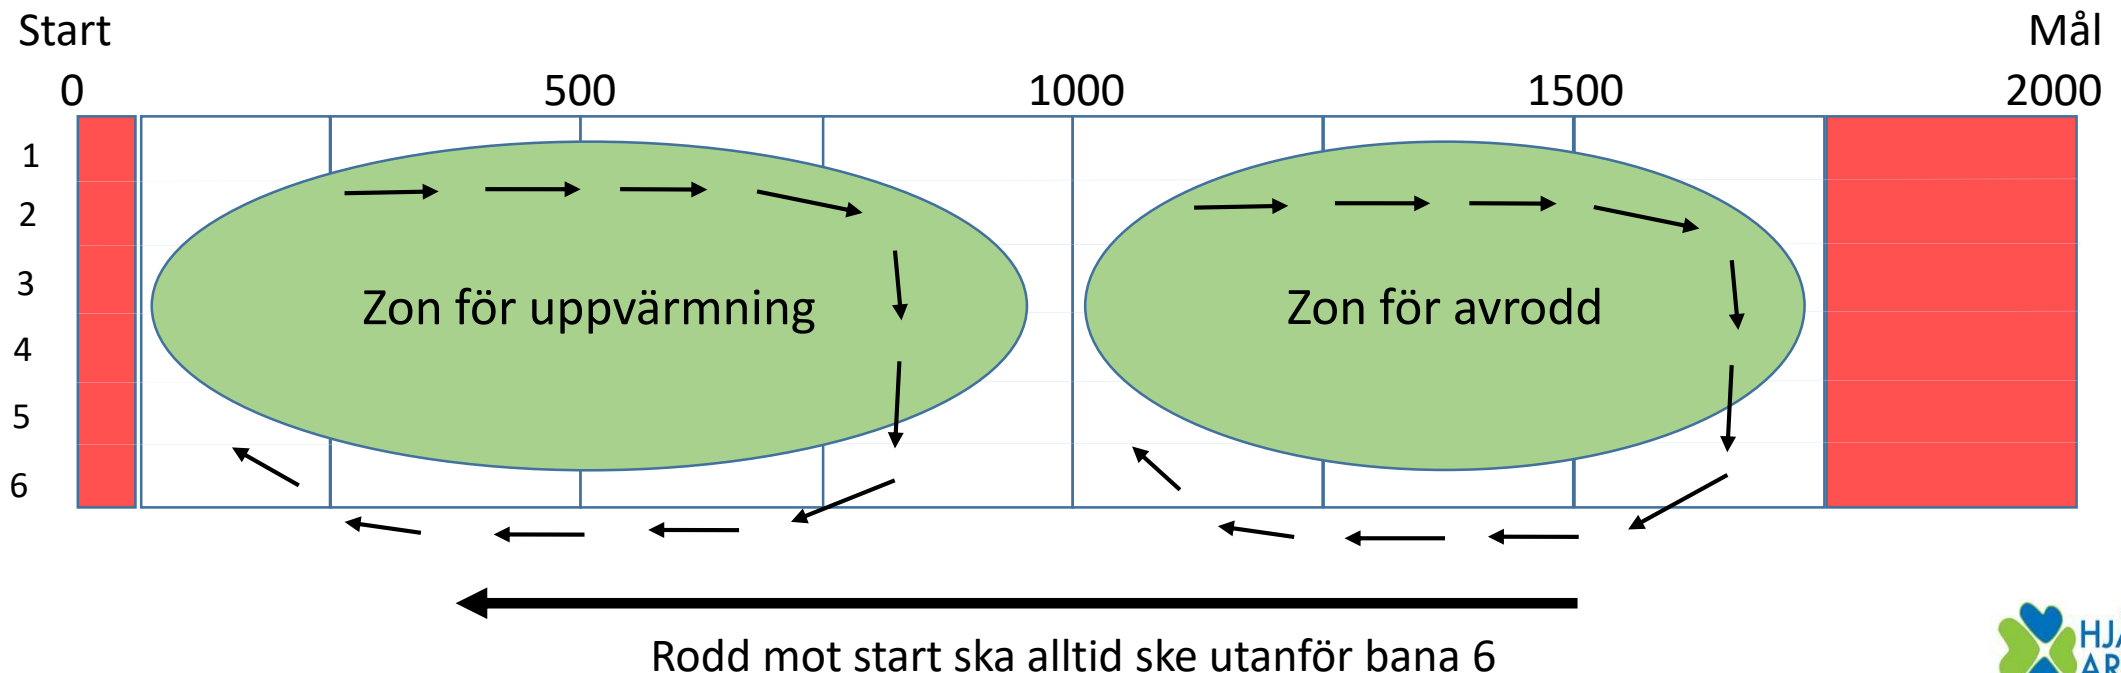 Start
Mål
0 500 1000 1500 2000
1
2
3
Zon för uppvärmning
Zon för avrodd
4
5
6
Rodd mot start ska alltid ske utanför bana 6